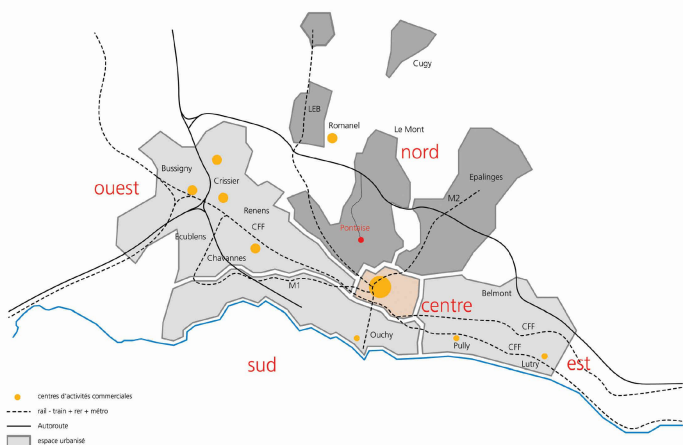 Cugy
LEB
Romanel
Le Mont
nord
Bussigny
Crissier
Epalinges
ouest
M2
Renens
CFF
Pontaise
Ecublens
Chavannes
M1
Belmont
centre
CFF
Ouchy
CFF
Pully
Lutry
est
sud
centres d'activités commerciales
rail - train + rer + métro
Autoroute
espace urbanisé